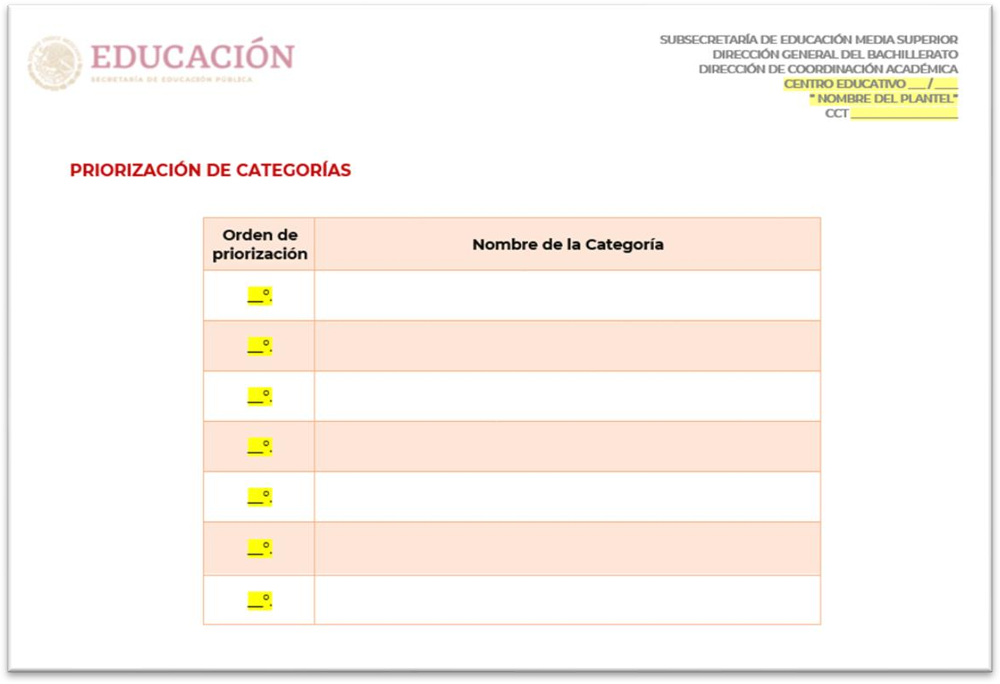 EDUCACIÓN
SECRETARÍA DE EDUCACIÓN PÚBLICA
SUBSECRETARÍA DE EDUCACIÓN MEDIA SUPERIOR
DIRECCIÓN GENERAL DEL BACHILLERATO
DIRECCIÓN DE COORDINACIÓN ACADÉMICA
CENTRO EDUCATIVO ___/____
" NOMBRE DEL PLANTEL"
CCT __________________
PRIORIZACIÓN DE CATEGORÍAS
Orden de
priorización
Nombre de la Categoría
__°.
__°.
__°.
__°.
__°.
__°.
__°.